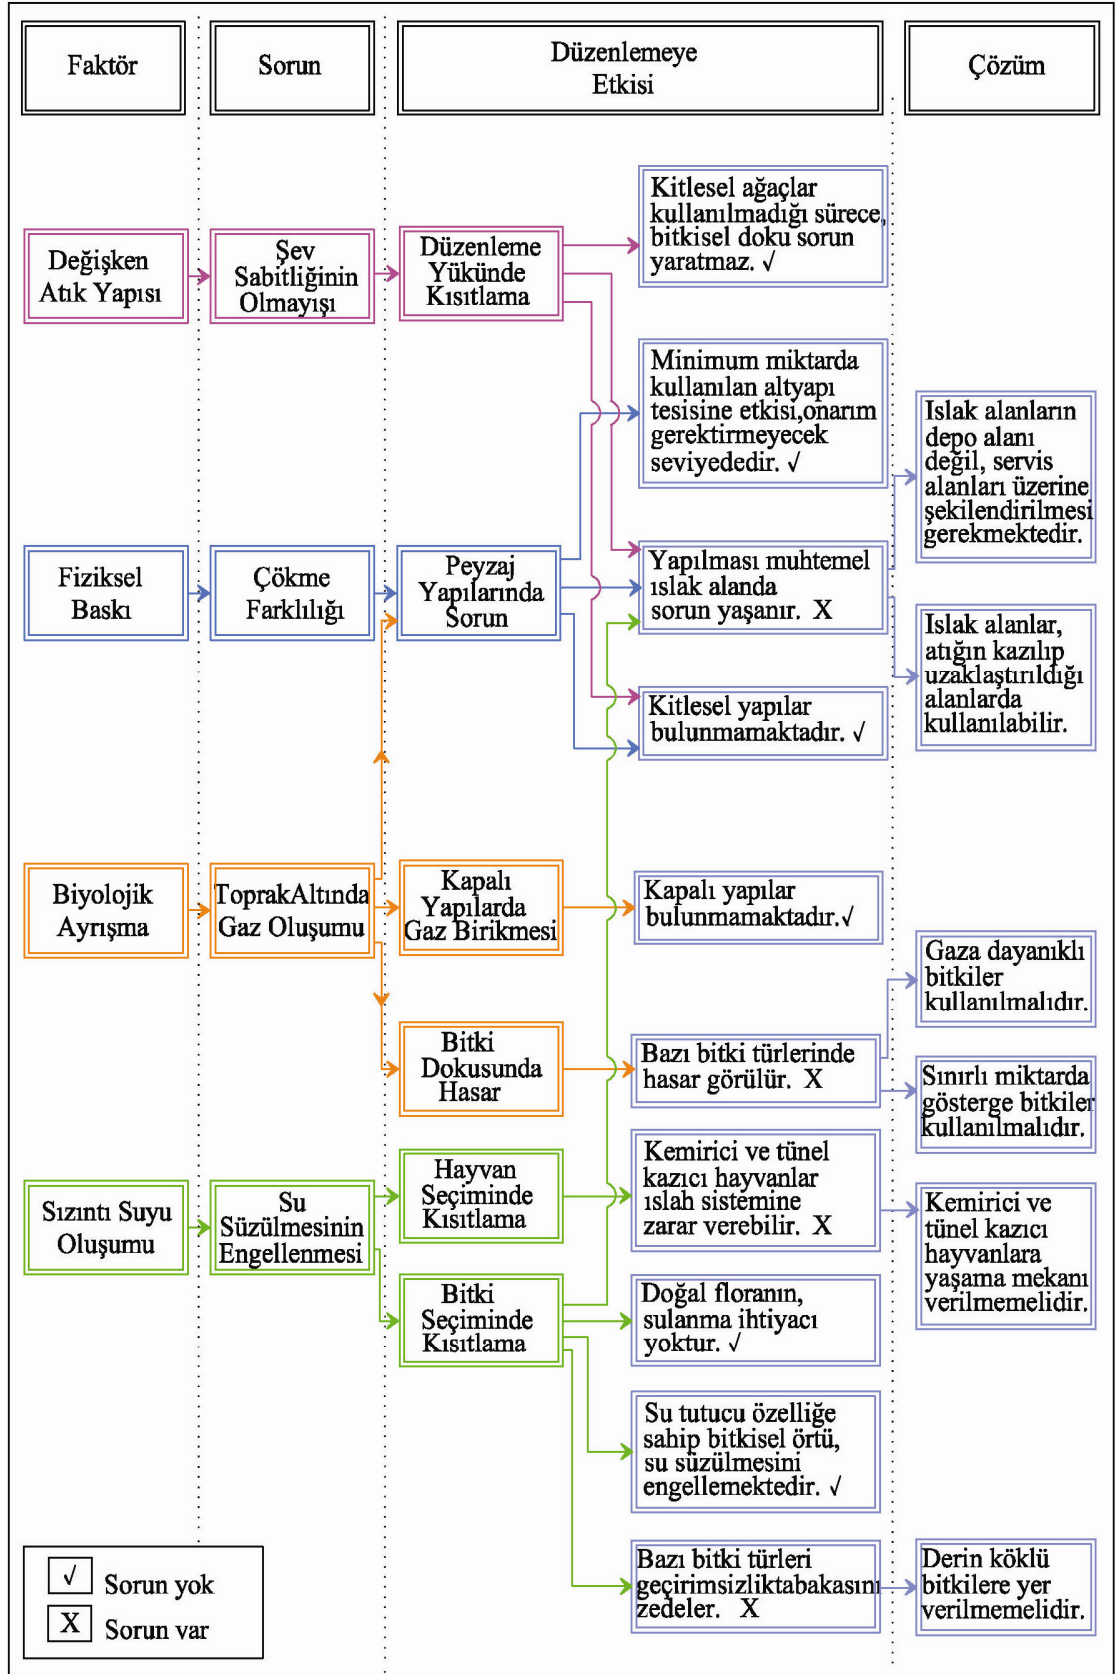 Faktör
Sorun
Düzenlemeye
Etkisi
Çözüm
Değişken
Atık Yapısı
Şev
Sabitliğinin
Olmayışı
Düzenleme
Yükünde
Kısıtlama
Kitlesel ağaçlar
kullanılmadığı sürece,
bitkisel doku sorun
yaratmaz. √
Minimum miktarda
kullanılan altyapı
tesisine etkisi,onarım
gerektirmeyecek
seviyededir. √
Islak alanların
depo alanı
değil, servis
alanları üzerine
şekilendirilmesi
gerekmektedir.
Fiziksel
Baskı
Çökme
Farklılığı
Peyzaj
Yapılarında
Sorun
Yapılması muhtemel
ıslak alanda
sorun yaşanır. X
Islak alanlar,
atığın kazılıp
uzaklaştırıldığı
alanlarda
kullanılabilir.
Kitlesel yapılar
bulunmamaktadır. √
Biyolojik
Ayrışma
ToprakAltında
Gaz Oluşumu
Kapalı
Yapılarda
Gaz Birikmesi
Kapalı yapılar
bulunmamaktadır.√
Gaza dayanıklı
bitkiler
kullanılmalıdır.
Bitki
Dokusunda
Hasar
Bazı bitki türlerinde
hasar görülür. X
Sınırlı miktarda
gösterge bitkiler
kullanılmalıdır.
Sızıntı Suyu
Oluşumu
Su
Süzülmesinin
Engellenmesi
Hayvan
Seçiminde
Kısıtlama
Kemirici ve tünel
kazıcı hayvanlar
ıslah sistemine
zarar verebilir. X
Kemirici ve
tünel kazıcı
hayvanlara
yaşama mekanı
verilmemelidir.
Bitki
Seçiminde
Kısıtlama
Doğal floranın,
sulanma ihtiyacı
yoktur. √
Su tutucu özelliğe
sahip bitkisel örtü,
su süzülmesini
engellemektedir. √
Bazı bitki türleri
geçirimsizliktabakasını
zedeler. X
Derin köklü
bitkilere yer
verilmemelidir.
√ Sorun yok
X Sorun var